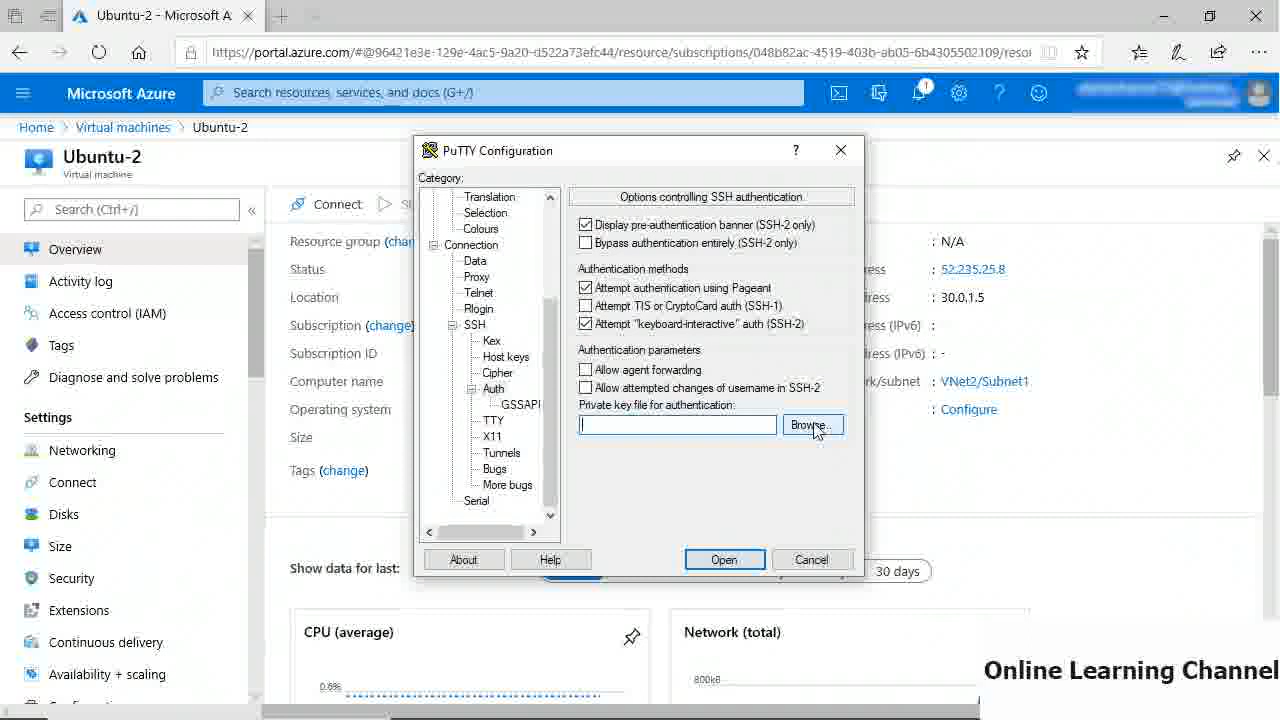 Ubuntu-2 - Microsoft A
https://portal.azure.com/#@96421e3e-129e-4ac5-9a20-d522a73efc44/resource/subscriptions/048b82ac-4519-403b-ab05-6b4305502109/resou
Microsoft Azure
Search resources, services, and docs (G+/)
1
Home > Virtual machines > Ubuntu-2
Ubuntu-2
Virtual machine
Search (Ctrl+/)
Overview
Activity log
Access control (IAM)
Tags
Diagnose and solve problems
Settings
Networking
Connect
Disks
Size
Security
Extensions
Continuous delivery
Availability + scaling
Connect
Resource group (chan
Status
Location
Subscription (change)
Subscription ID
Computer name
Operating system
Size
Tags (change)
PuTTY Configuration
Category:
Translation
Selection
Colours
Connection
Data
Proxy
Telnet
Rlogin
SSH
Kex
Host keys
Cipher
Auth
GSSAPI
TTY
X11
Tunnels
Bugs
More bugs
Serial
Options controlling SSH authentication
Display pre-authentication banner (SSH-2 only)
Bypass authentication entirely (SSH-2 only)
Authentication methods
Attempt authentication using Pageant
Attempt TIS or CryptoCard auth (SSH-1)
Attempt "keyboard-interactive" auth (SSH-2)
Authentication parameters
Allow agent forwarding
Allow attempted changes of username in SSH-2
Private key file for authentication:
Browse...
About
Help
Open
Cancel
: N/A
ress : 52.235.25.8
dress : 30.0.1.5
ress (IPv6) : -
dress (IPv6) : -
rk/subnet : VNet2/Subnet1
: Configure
Show data for last:
30 days
CPU (average)
0.6%
Network (total)
800kB
Online Learning Channel